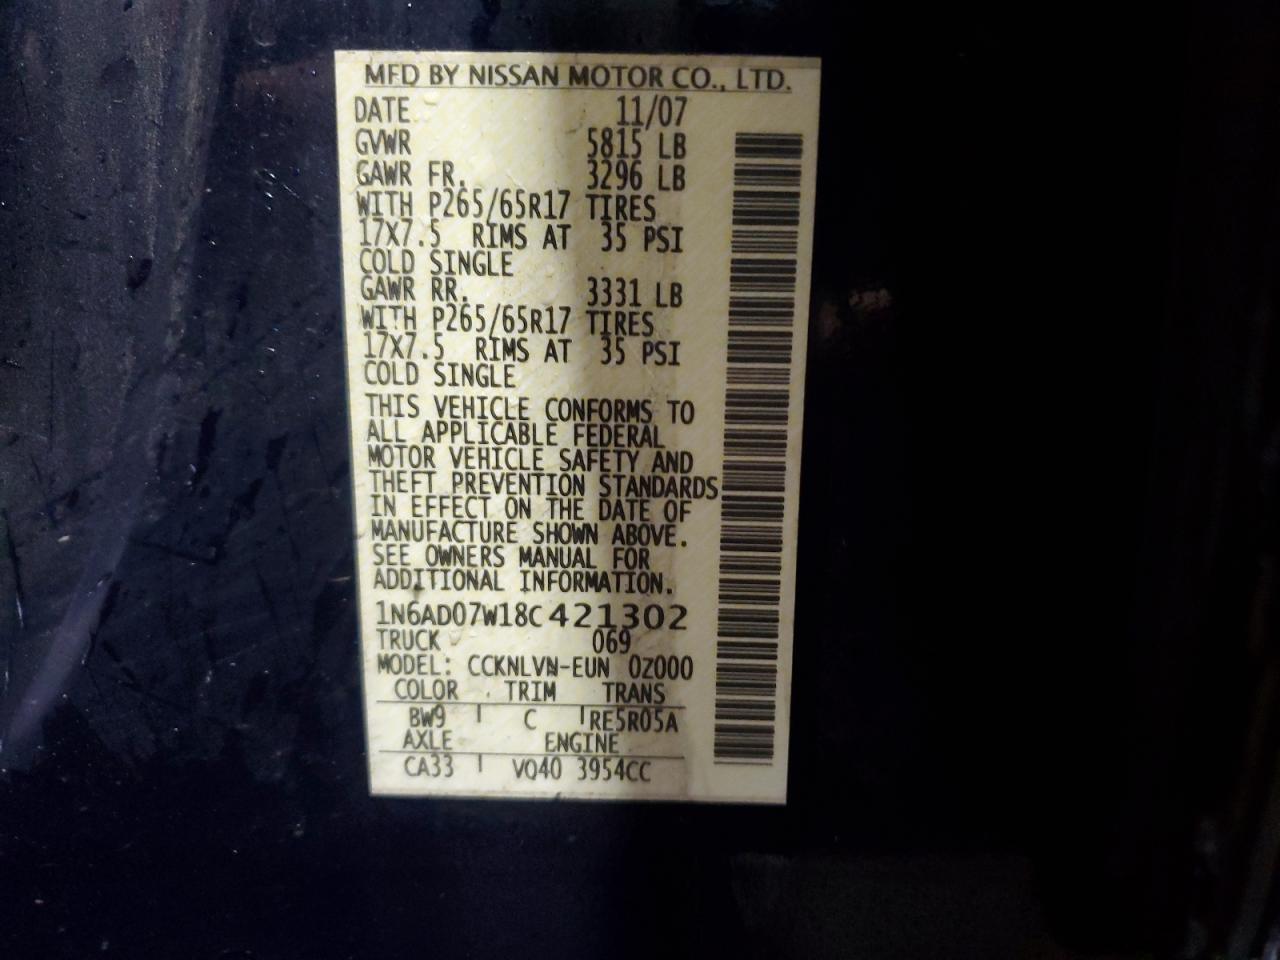 MFD BY NISSAN MOTOR CO., LTD.
DATE 11/07
GVWR 5815 LB
GAWR FR. 3296 LB
WITH P265/65R17 TIRES
17X7.5 RIMS AT 35 PSI
COLD SINGLE
GAWR RR. 3331 LB
WITH P265/65R17 TIRES
17X7.5 RIMS AT 35 PSI
COLD SINGLE
THIS VEHICLE CONFORMS TO
ALL APPLICABLE FEDERAL
MOTOR VEHICLE SAFETY AND
THEFT PREVENTION STANDARDS
IN EFFECT ON THE DATE OF
MANUFACTURE SHOWN ABOVE.
SEE OWNERS MANUAL FOR
ADDITIONAL INFORMATION.
1N6AD07W18C421302
TRUCK 069
MODEL: CCKNLVN-EUN 0Z000
COLOR TRIM TRANS
BW9 C RE5R05A
AXLE ENGINE
CA33 VQ40 3954CC